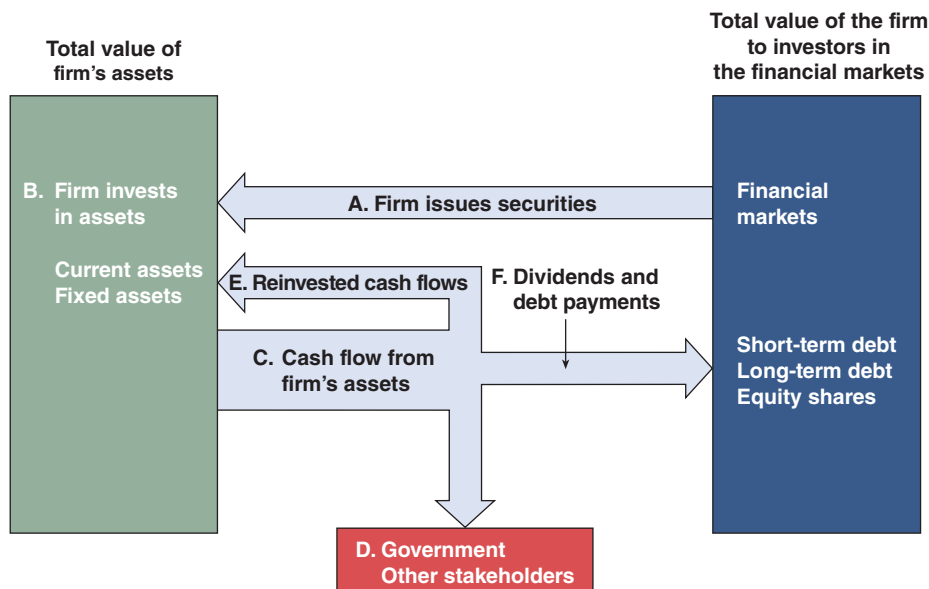 Total value of
firm's assets
Total value of the firm
to investors in
the financial markets
B. Firm invests
in assets
Current assets
Fixed assets
A. Firm issues securities
E. Reinvested cash flows
F. Dividends and
debt payments
C. Cash flow from
firm's assets
Financial
markets
Short-term debt
Long-term debt
Equity shares
D. Government
Other stakeholders